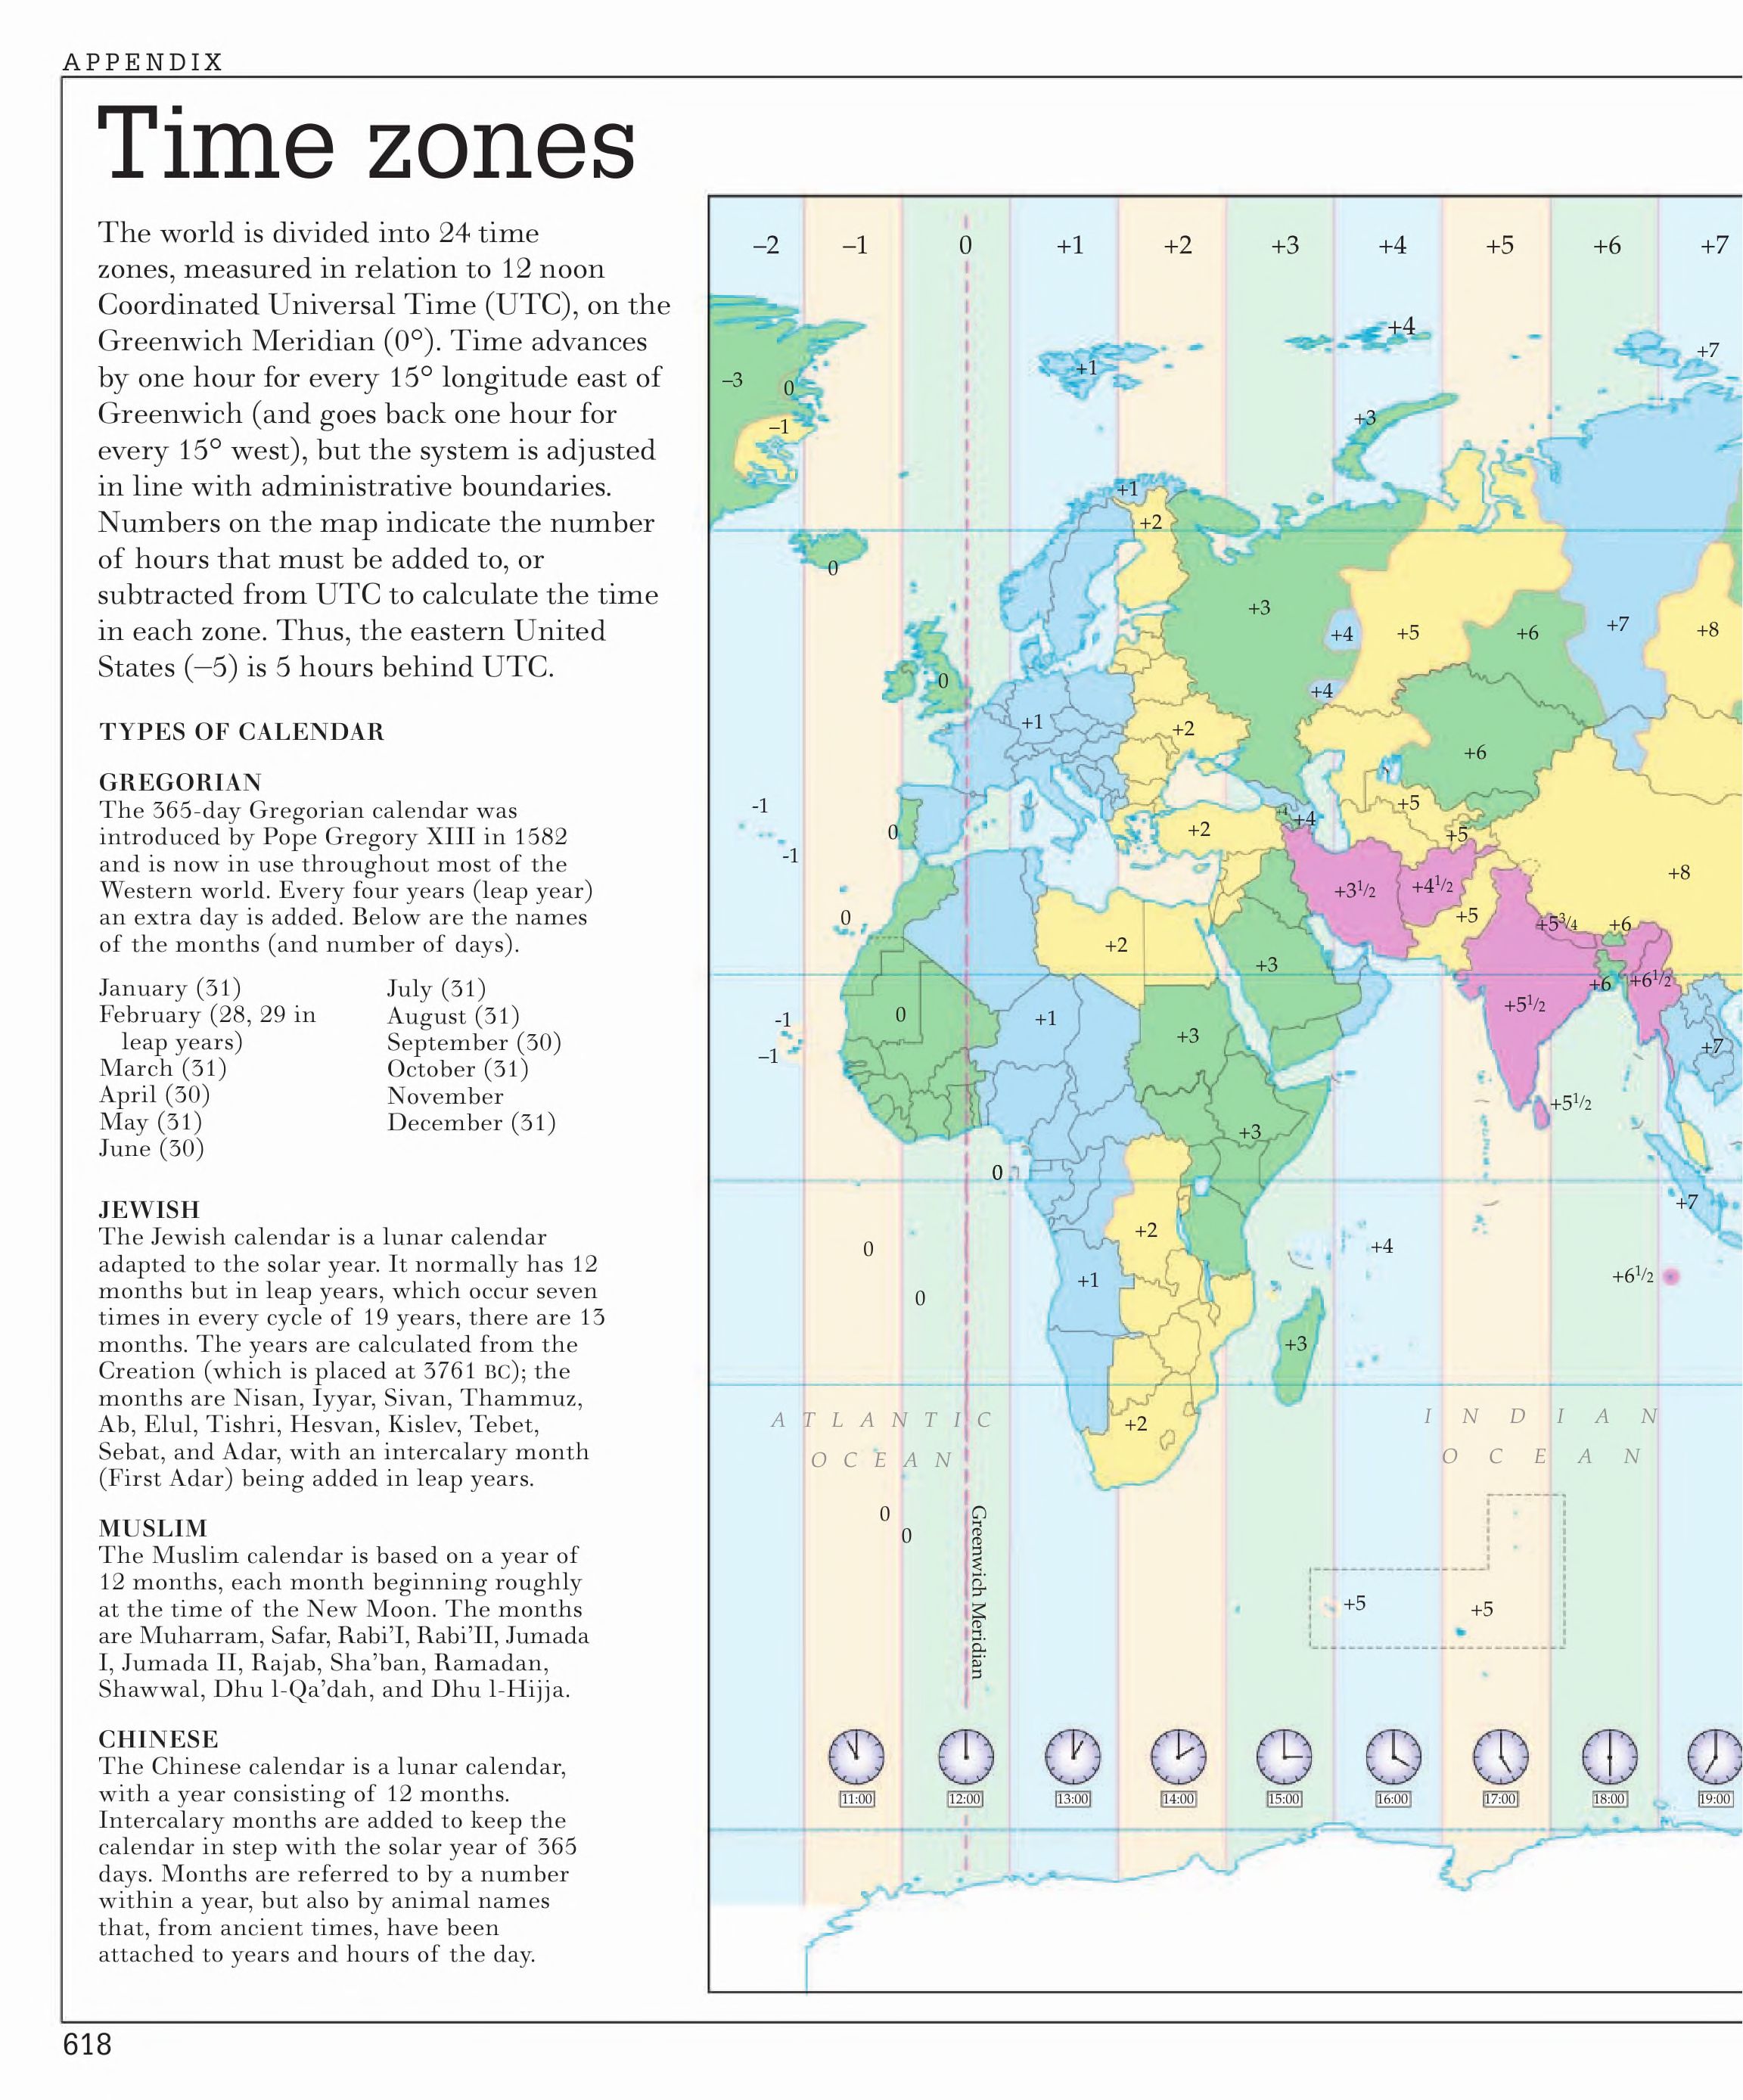 APPENDIX
Time zones
The world is divided into 24 time
zones, measured in relation to 12 noon
Coordinated Universal Time (UTC), on the
Greenwich Meridian (0°). Time advances
by one hour for every 15° longitude east of
Greenwich (and goes back one hour for
every 15° west), but the system is adjusted
in line with administrative boundaries.
Numbers on the map indicate the number
of hours that must be added to, or
subtracted from UTC to calculate the time
in each zone. Thus, the eastern United
States (–5) is 5 hours behind UTC.
TYPES OF CALENDAR
GREGORIAN
The 365-day Gregorian calendar was
introduced by Pope Gregory XIII in 1582
and is now in use throughout most of the
Western world. Every four years (leap year)
an extra day is added. Below are the names
of the months (and number of days).
January (31)
February (28, 29 in
leap years)
March (31)
April (30)
May (31)
June (30)
July (31)
August (31)
September (30)
October (31)
November
December (31)
JEWISH
The Jewish calendar is a lunar calendar
adapted to the solar year. It normally has 12
months but in leap years, which occur seven
times in every cycle of 19 years, there are 13
months. The years are calculated from the
Creation (which is placed at 3761 BC); the
months are Nisan, Iyyar, Sivan, Thammuz,
Ab, Elul, Tishri, Hesvan, Kislev, Tebet,
Sebat, and Adar, with an intercalary month
(First Adar) being added in leap years.
MUSLIM
The Muslim calendar is based on a year of
12 months, each month beginning roughly
at the time of the New Moon. The months
are Muharram, Safar, Rabi'I, Rabi'II, Jumada
I, Jumada II, Rajab, Sha'ban, Ramadan,
Shawwal, Dhu l-Qa'dah, and Dhu l-Hijja.
CHINESE
The Chinese calendar is a lunar calendar,
with a year consisting of 12 months.
Intercalary months are added to keep the
calendar in step with the solar year of 365
days. Months are referred to by a number
within a year, but also by animal names
that, from ancient times, have been
attached to years and hours of the day.
–2 –1 0 +1 +2 +3 +4 +5 +6 +7
+4
+7
+1
–3
0
+3
–1
+1
+2
0
+3
+7
+8
+4
+5
+6
0
+4
+1
+2
+6
-1
+5
+4
+4
0
+2
+5
-1
+8
+3½
+4½
+5
0
+5¾
+6
+2
+3
+6½
+6
+5½
0
+1
-1
+3
+7
–1
+5½
+3
0
+7
+2
0
+4
+1
+6½
0
+3
ATLANTIC
OCEAN
+2
INDIAN
OCEAN
0
0
Greenwich Meridian
+5
+5
11:00 12:00 13:00 14:00 15:00 16:00 17:00 18:00 19:00
618